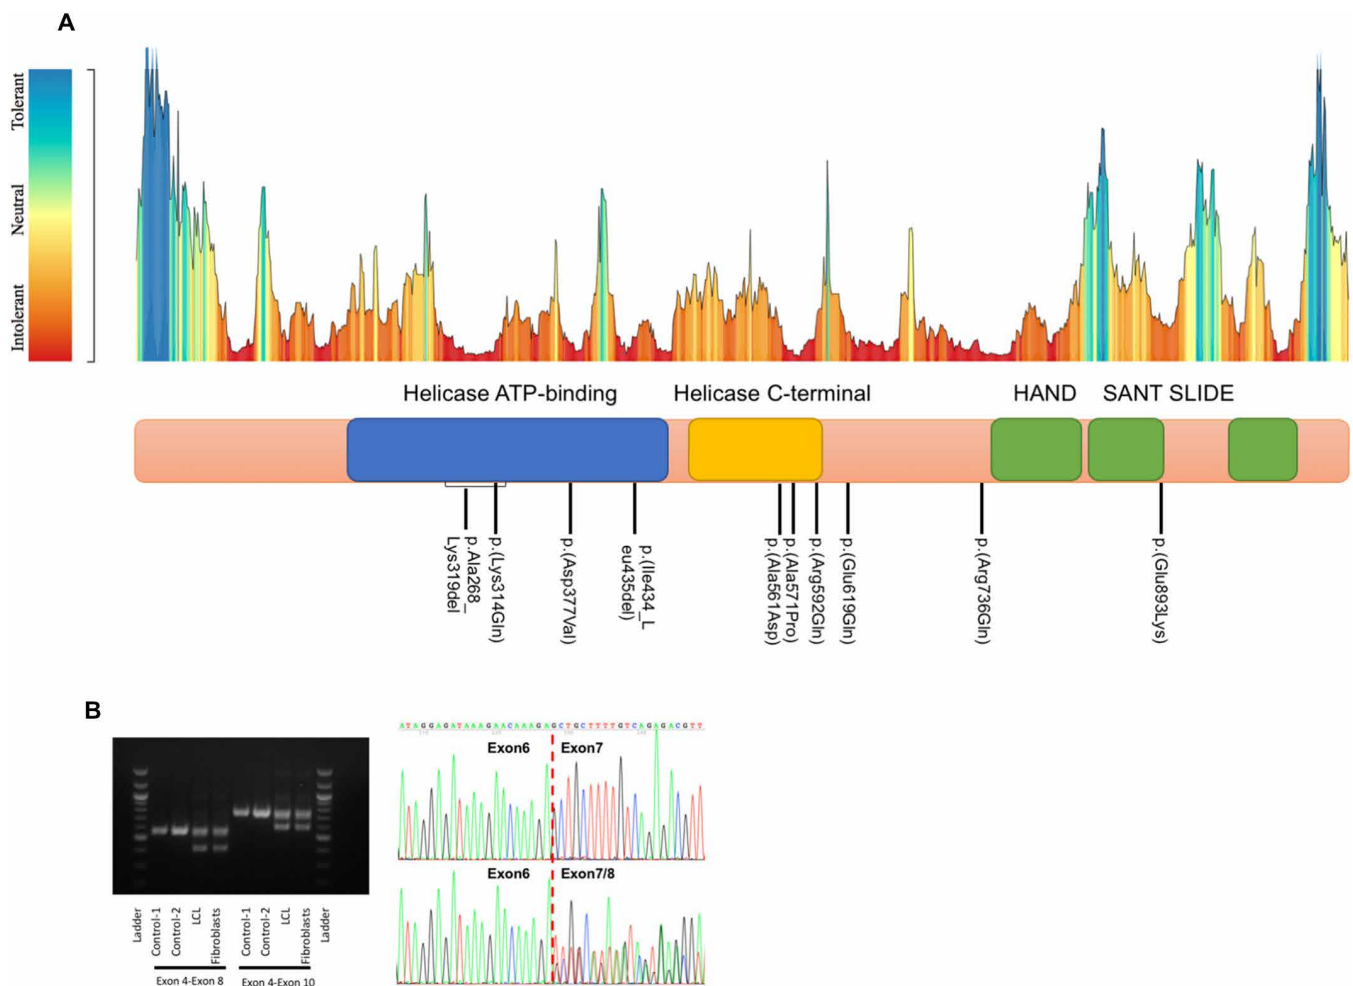 A
Tolerant
Neutral
Intolerant
Helicase ATP-binding
Helicase C-terminal
HAND
SANT SLIDE
p.Ala268_
Lys319del
p.(Lys314Gln)
p.(Asp377Val)
p.(Ile434_L
eu435del)
p.(Ala561Asp)
p.(Ala571Pro)
p.(Arg592Gln)
p.(Glu619Gln)
p.(Arg736Gln)
p.(Glu893Lys)
B
ATAGGAGATAAAGAACAAAGAGCTGCTTTTGTCAGAGACGTT
Exon6
Exon7
Exon6
Exon7/8
Ladder
Control-1
Control-2
LCL
Fibroblasts
Control-1
Control-2
LCL
Fibroblasts
Ladder
Exon 4-Exon 8
Exon 4-Exon 10